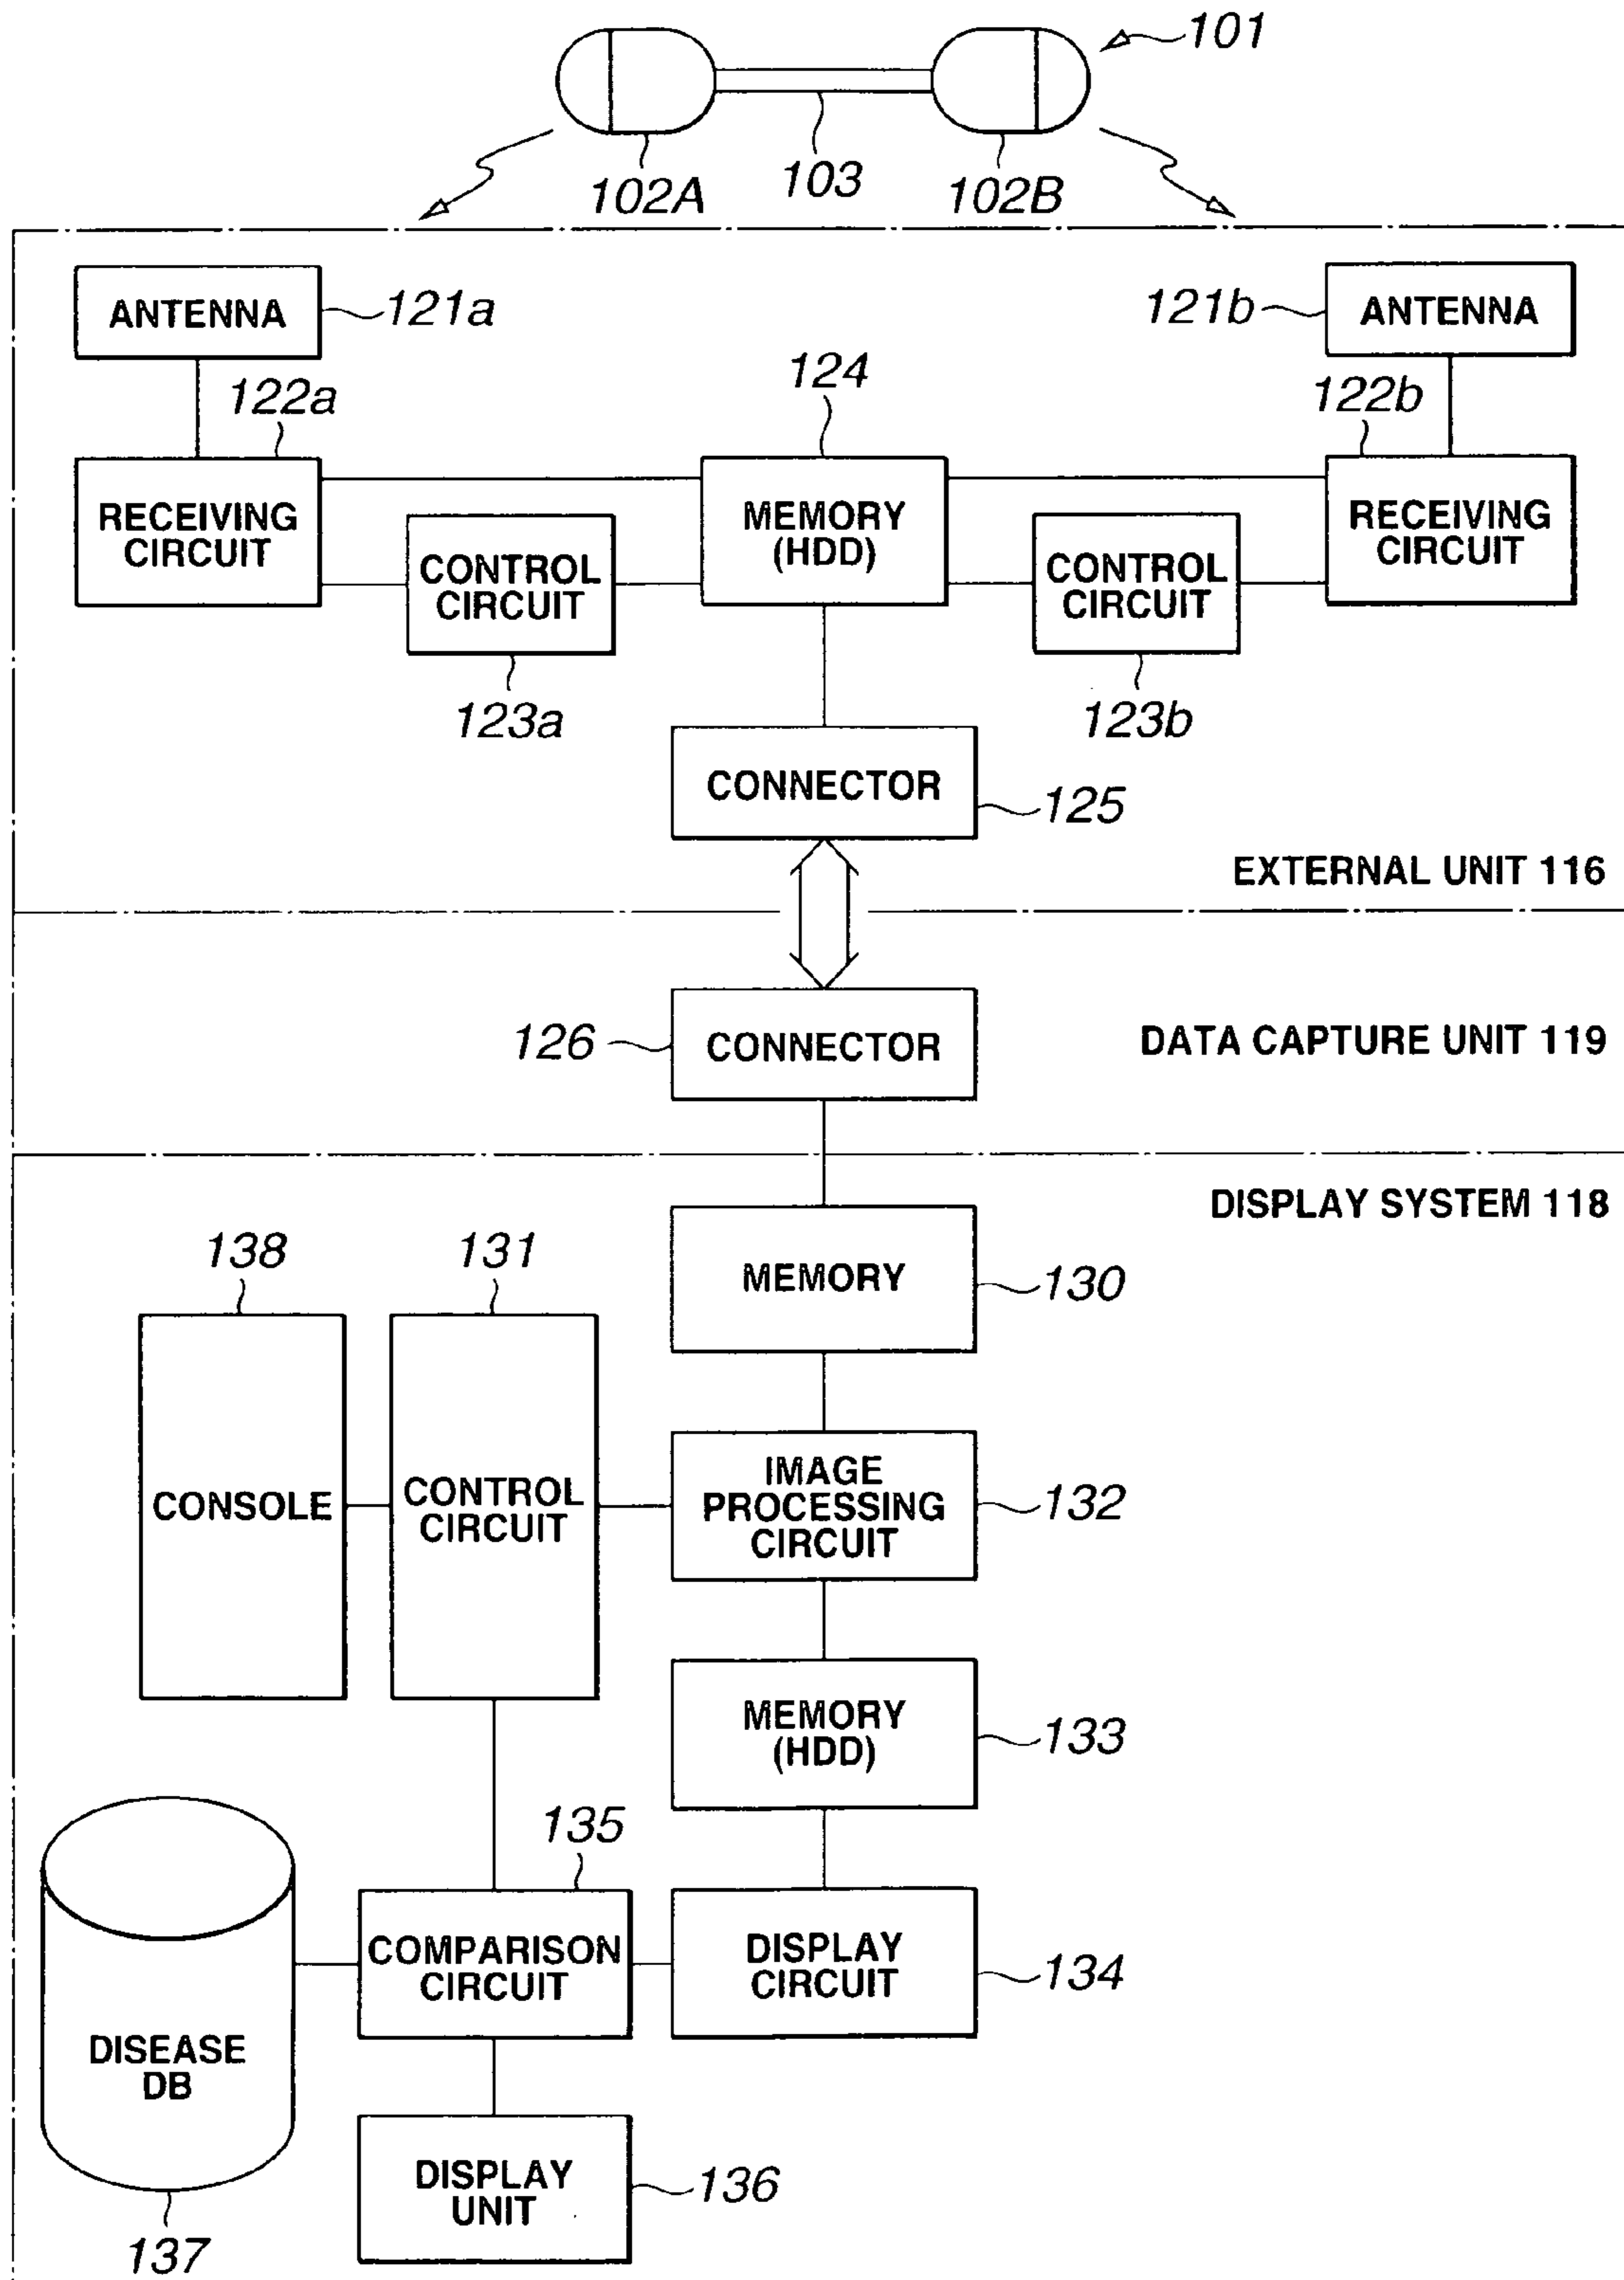 101
102A
103
102B
ANTENNA
121a
121b
ANTENNA
122a
124
122b
RECEIVING
CIRCUIT
MEMORY
(HDD)
RECEIVING
CIRCUIT
CONTROL
CIRCUIT
CONTROL
CIRCUIT
123a
123b
CONNECTOR
125
EXTERNAL UNIT 116
126
CONNECTOR
DATA CAPTURE UNIT 119
DISPLAY SYSTEM 118
138
131
MEMORY
130
CONSOLE
CONTROL
CIRCUIT
IMAGE
PROCESSING
CIRCUIT
132
MEMORY
(HDD)
133
135
COMPARISON
CIRCUIT
DISPLAY
CIRCUIT
134
DISEASE
DB
DISPLAY
UNIT
136
137